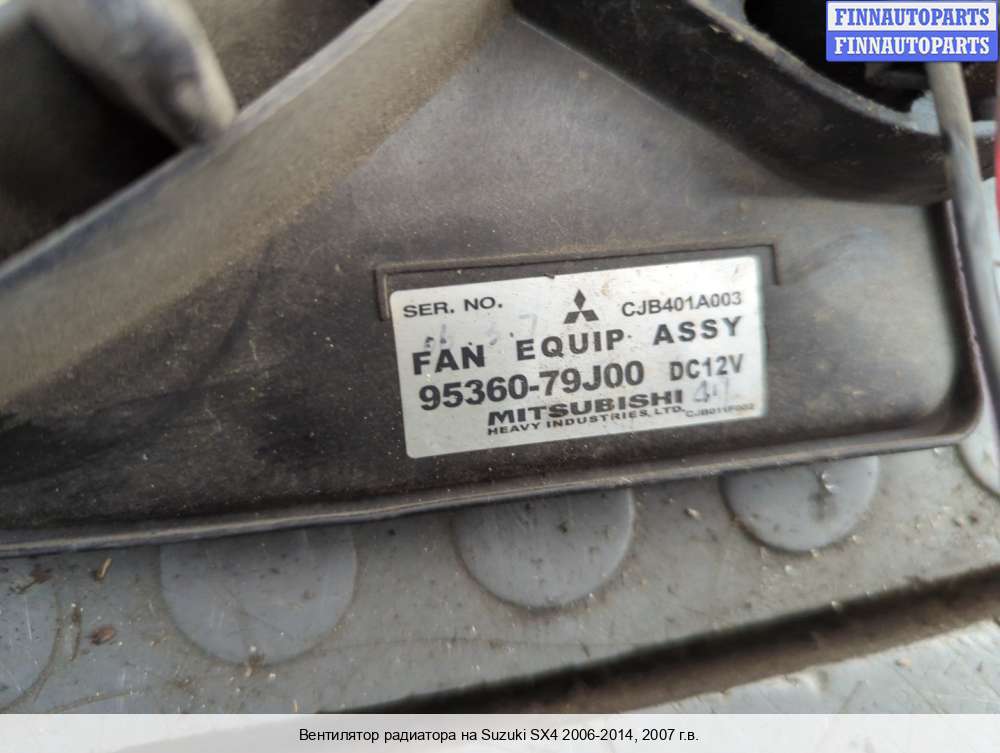 FINNAUTOPARTS
FINNAUTOPARTS
SER. NO. CJB401A003
FAN EQUIP ASSY
95360-79J00 DC12V
MITSUBISHI
HEAVY INDUSTRIES, LTD. CJB011F002
Вентилятор радиатора на Suzuki SX4 2006-2014, 2007 г.в.